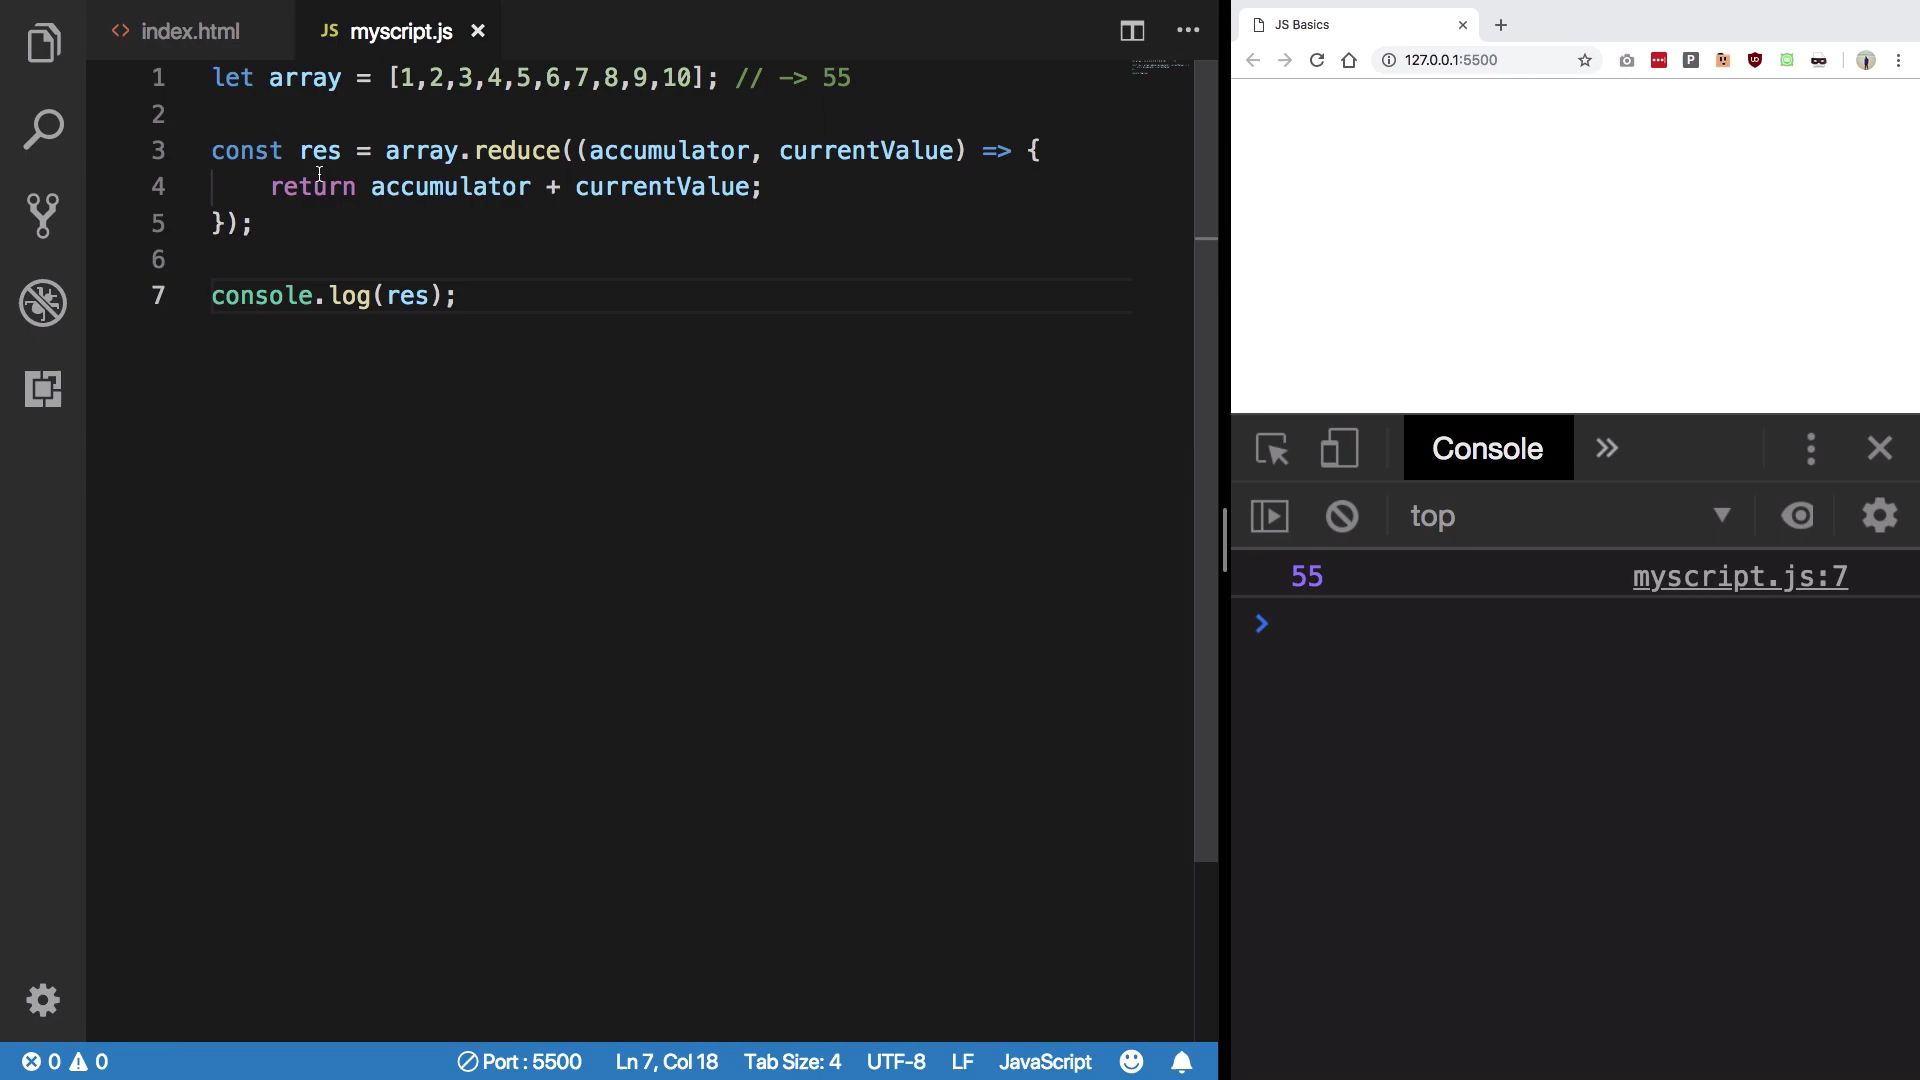 index.html
JS myscript.js
1 let array = [1,2,3,4,5,6,7,8,9,10]; // -> 55
2
3 const res = array.reduce((accumulator, currentValue) => {
4 return accumulator + currentValue;
5 });
6
7 console.log(res);
0 0
Port : 5500
Ln 7, Col 18
Tab Size: 4
UTF-8
LF
JavaScript
JS Basics
127.0.0.1:5500
Console
top
55 myscript.js:7